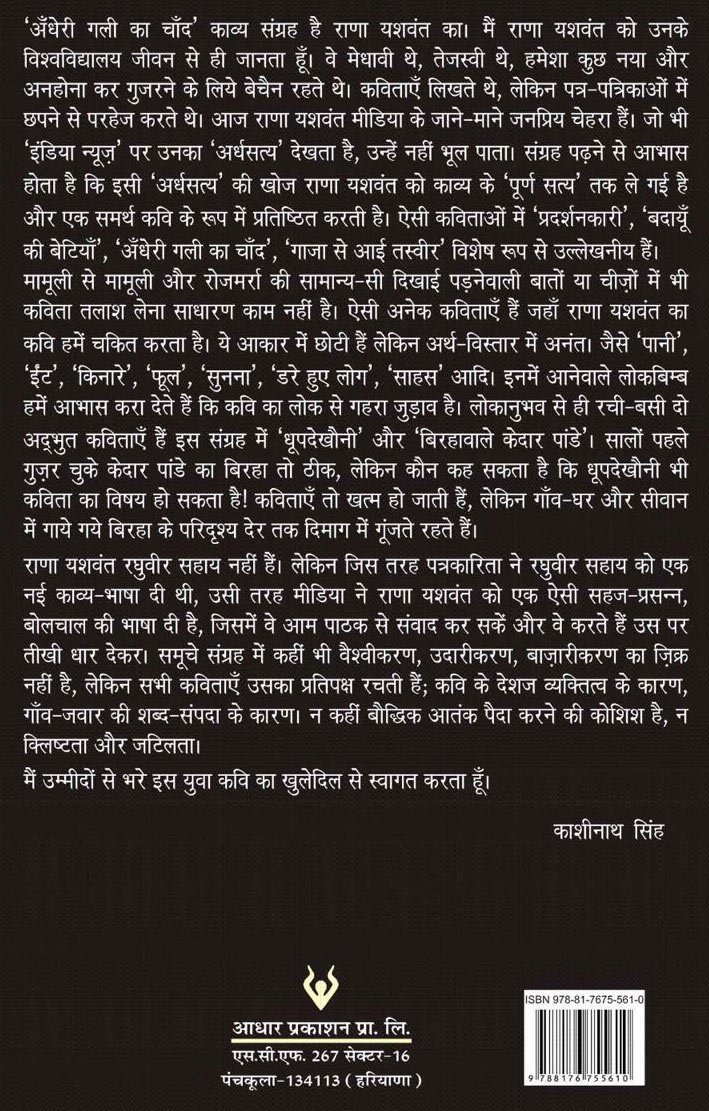 ‘अँधेरी गली का चाँद’ काव्य संग्रह है राणा यशवंत का। मैं राणा यशवंत को उनके
विश्वविद्यालय जीवन से ही जानता हूँ। वे मेधावी थे, तेजस्वी थे, हमेशा कुछ नया और
अनहोना कर गुजरने के लिये बेचैन रहते थे। कविताएँ लिखते थे, लेकिन पत्र-पत्रिकाओं में
छपने से परहेज करते थे। आज राणा यशवंत मीडिया के जाने-माने जनप्रिय चेहरा हैं। जो भी
‘इंडिया न्यूज़’ पर उनका ‘अर्धसत्य’ देखता है, उन्हें नहीं भूल पाता। संग्रह पढ़ने से आभास
होता है कि इसी ‘अर्धसत्य’ की खोज राणा यशवंत को काव्य के ‘पूर्ण सत्य’ तक ले गई है
और एक समर्थ कवि के रूप में प्रतिष्ठित करती है। ऐसी कविताओं में ‘प्रदर्शनकारी’, ‘बदायूँ
की बेटियाँ’, ‘अँधेरी गली का चाँद’, ‘गाजा से आई तस्वीर’ विशेष रूप से उल्लेखनीय हैं।
मामूली से मामूली और रोजमर्रा की सामान्य-सी दिखाई पड़नेवाली बातों या चीज़ों में भी
कविता तलाश लेना साधारण काम नहीं है। ऐसी अनेक कविताएँ हैं जहाँ राणा यशवंत का
कवि हमें चकित करता है। ये आकार में छोटी हैं लेकिन अर्थ-विस्तार में अनंत। जैसे ‘पानी’,
‘ईंट’, ‘किनारे’, ‘फूल’, ‘सुनना’, ‘डरे हुए लोग’, ‘साहस’ आदि। इनमें आनेवाले लोकबिम्ब
हमें आभास करा देते हैं कि कवि का लोक से गहरा जुड़ाव है। लोकानुभव से ही रची-बसी दो
अद्भुत कविताएँ हैं इस संग्रह में ‘धूपदेखौनी’ और ‘बिरहावाले केदार पांडे’। सालों पहले
गुज़र चुके केदार पांडे का बिरहा तो ठीक, लेकिन कौन कह सकता है कि धूपदेखौनी भी
कविता का विषय हो सकता है! कविताएँ तो खत्म हो जाती हैं, लेकिन गाँव-घर और सीवान
में गाये गये बिरहा के परिदृश्य देर तक दिमाग में गूंजते रहते हैं।
राणा यशवंत रघुवीर सहाय नहीं हैं। लेकिन जिस तरह पत्रकारिता ने रघुवीर सहाय को एक
नई काव्य-भाषा दी थी, उसी तरह मीडिया ने राणा यशवंत को एक ऐसी सहज-प्रसन्न,
बोलचाल की भाषा दी है, जिसमें वे आम पाठक से संवाद कर सकें और वे करते हैं उस पर
तीखी धार देकर। समूचे संग्रह में कहीं भी वैश्वीकरण, उदारीकरण, बाज़ारीकरण का ज़िक्र
नहीं है, लेकिन सभी कविताएँ उसका प्रतिपक्ष रचती हैं; कवि के देशज व्यक्तित्व के कारण,
गाँव-जवार की शब्द-संपदा के कारण। न कहीं बौद्धिक आतंक पैदा करने की कोशिश है, न
क्लिष्टता और जटिलता।
मैं उम्मीदों से भरे इस युवा कवि का खुलेदिल से स्वागत करता हूँ।
काशीनाथ सिंह
आधार प्रकाशन प्रा. लि.
एस.सी.एफ. 267 सेक्टर-16
पंचकूला-134113 ( हरियाणा )
ISBN 978-81-7675-561-0
9 788176 755610